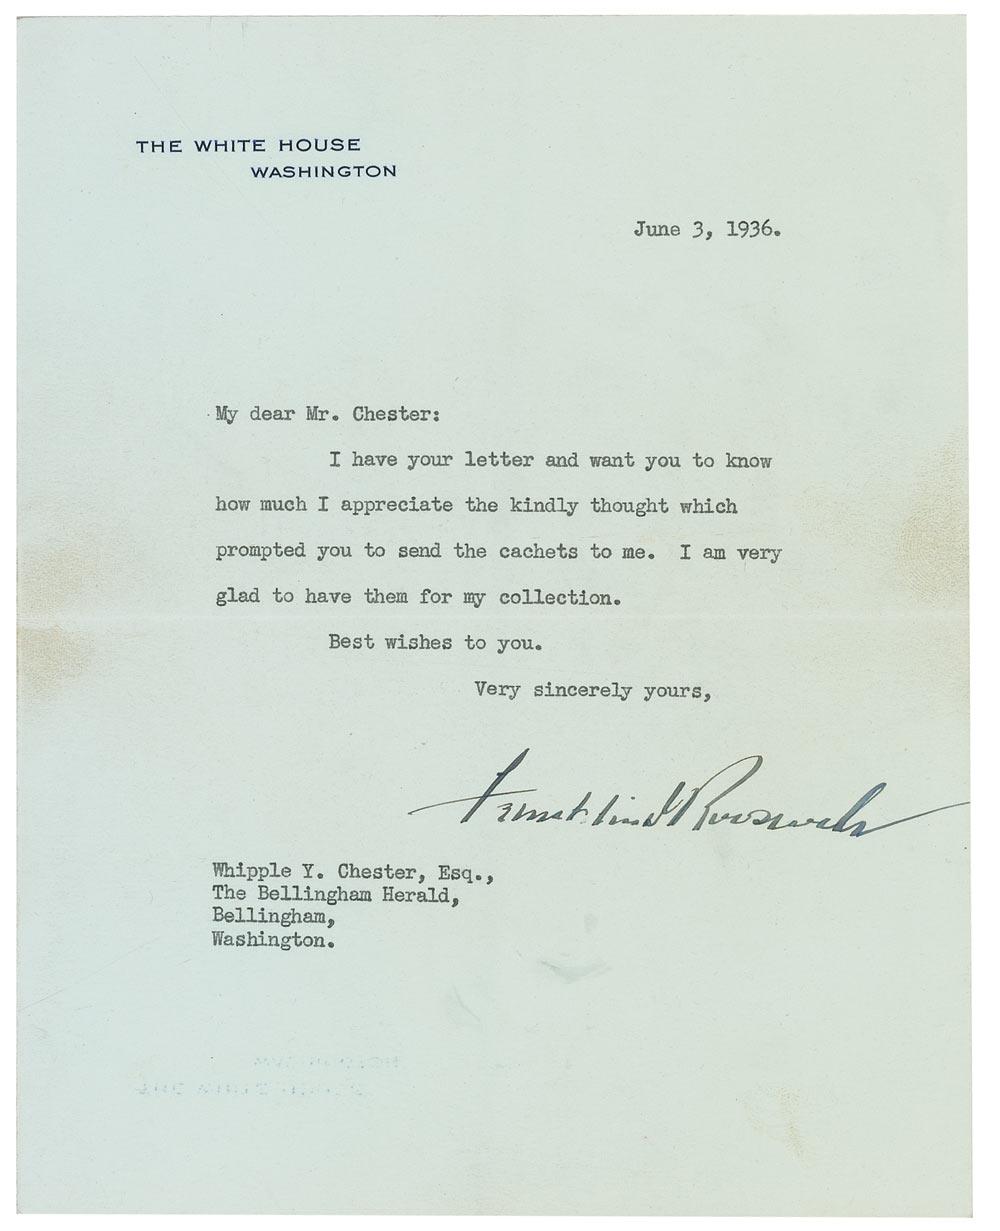 THE WHITE HOUSE
WASHINGTON
June 3, 1936.
My dear Mr. Chester:
I have your letter and want you to know
how much I appreciate the kindly thought which
prompted you to send the cachets to me.  I am very
glad to have them for my collection.
Best wishes to you.
Very sincerely yours,
Franklin D Roosevelt
Whipple Y. Chester, Esq.,
The Bellingham Herald,
Bellingham,
Washington.